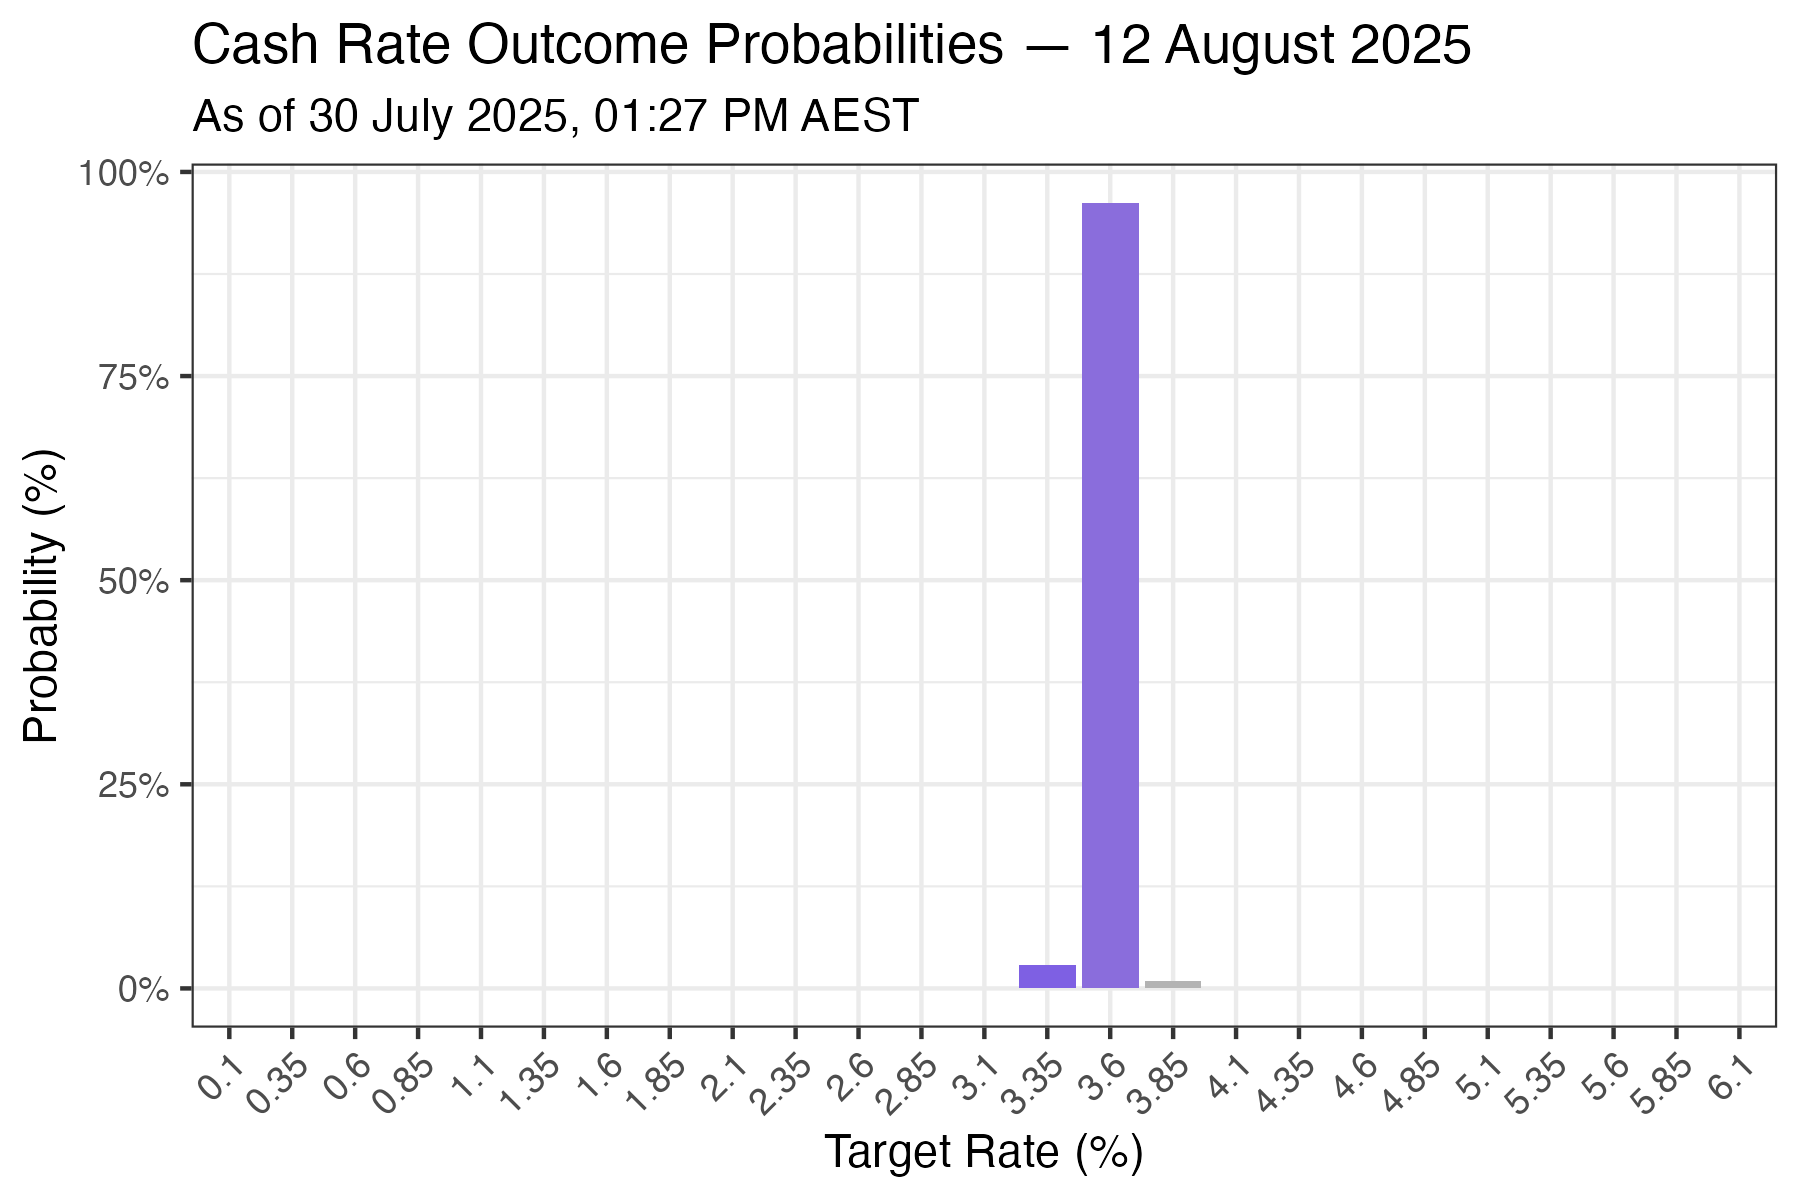 Cash Rate Outcome Probabilities — 12 August 2025
As of 30 July 2025, 01:27 PM AEST
Probability (%)
100%
75%
50%
25%
0%
0.1 0.35 0.6 0.85 1.1 1.35 1.6 1.85 2.1 2.35 2.6 2.85 3.1 3.35 3.6 3.85 4.1 4.35 4.6 4.85 5.1 5.35 5.6 5.85 6.1
Target Rate (%)